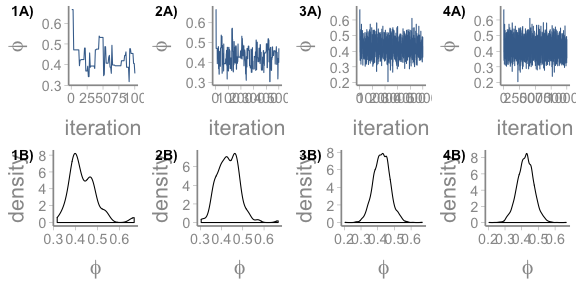 1A) 2A) 3A) 4A)
ϕ ϕ ϕ ϕ
0.6 0.6 0.6 0.6
0.5 0.5 0.5 0.5
0.4 0.4 0.4 0.4
0.3 0.3 0.3 0.3
0.2 0.2
iteration iteration iteration iteration
1B) 2B) 3B) 4B)
density density density density
8 8 8
6 6 6 6
4 4 4 4
2 2 2 2
0 0 0 0
0.3 0.4 0.5 0.6 0.3 0.4 0.5 0.6 0.2 0.3 0.4 0.5 0.6 0.2 0.3 0.4 0.5 0.6
ϕ ϕ ϕ ϕ